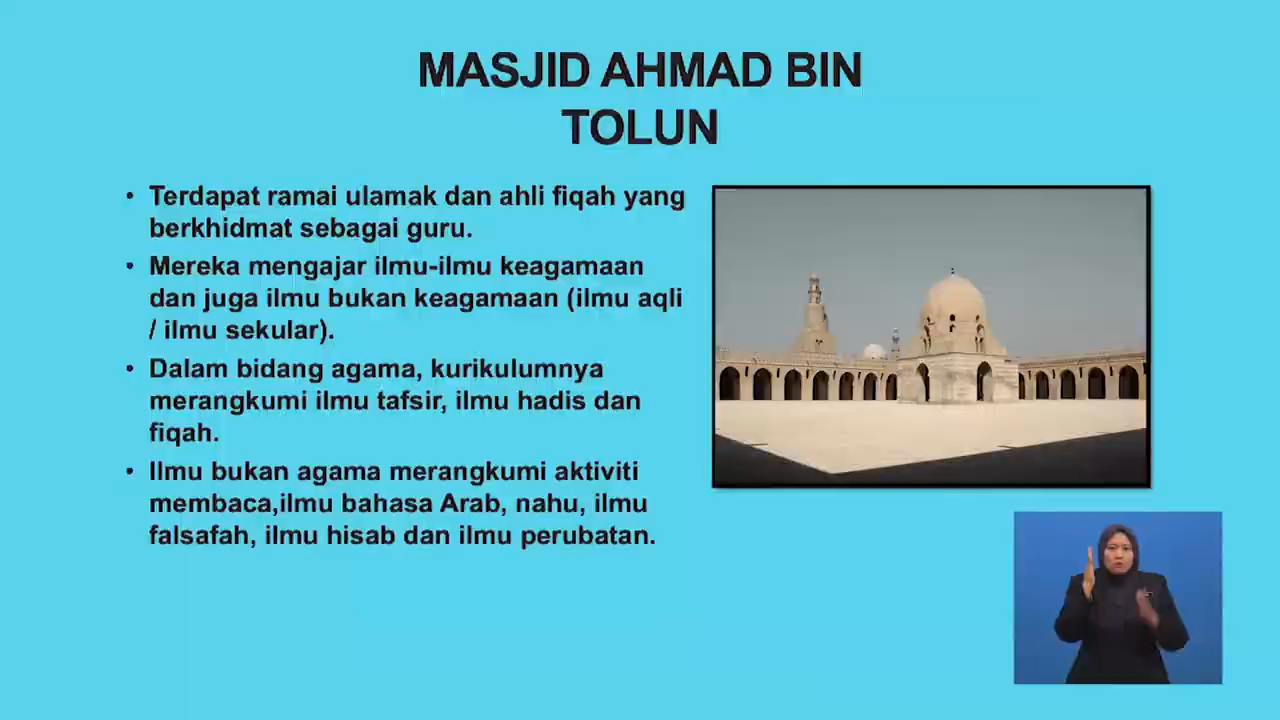 MASJID AHMAD BIN
TOLUN
• Terdapat ramai ulamak dan ahli fiqah yang
berkhidmat sebagai guru.
• Mereka mengajar ilmu-ilmu keagamaan
dan juga ilmu bukan keagamaan (ilmu aqli
/ ilmu sekular).
• Dalam bidang agama, kurikulumnya
merangkumi ilmu tafsir, ilmu hadis dan
fiqah.
• Ilmu bukan agama merangkumi aktiviti
membaca,ilmu bahasa Arab, nahu, ilmu
falsafah, ilmu hisab dan ilmu perubatan.